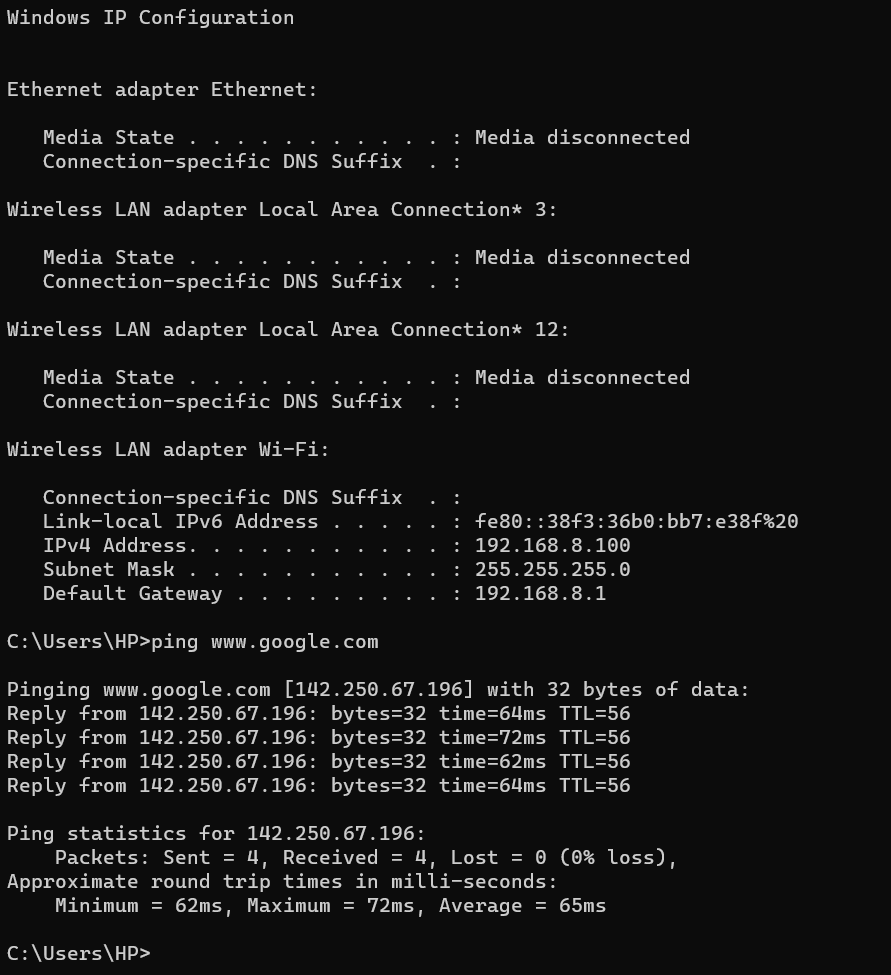 Windows IP Configuration
Ethernet adapter Ethernet:
   Media State . . . . . . . . . . . : Media disconnected
   Connection-specific DNS Suffix  . :
Wireless LAN adapter Local Area Connection* 3:
   Media State . . . . . . . . . . . : Media disconnected
   Connection-specific DNS Suffix  . :
Wireless LAN adapter Local Area Connection* 12:
   Media State . . . . . . . . . . . : Media disconnected
   Connection-specific DNS Suffix  . :
Wireless LAN adapter Wi-Fi:
   Connection-specific DNS Suffix  . :
   Link-local IPv6 Address . . . . . : fe80::38f3:36b0:bb7:e38f%20
   IPv4 Address. . . . . . . . . . . : 192.168.8.100
   Subnet Mask . . . . . . . . . . . : 255.255.255.0
   Default Gateway . . . . . . . . . : 192.168.8.1
C:\Users\HP>ping www.google.com
Pinging www.google.com [142.250.67.196] with 32 bytes of data:
Reply from 142.250.67.196: bytes=32 time=64ms TTL=56
Reply from 142.250.67.196: bytes=32 time=72ms TTL=56
Reply from 142.250.67.196: bytes=32 time=62ms TTL=56
Reply from 142.250.67.196: bytes=32 time=64ms TTL=56
Ping statistics for 142.250.67.196:
    Packets: Sent = 4, Received = 4, Lost = 0 (0% loss),
Approximate round trip times in milli-seconds:
    Minimum = 62ms, Maximum = 72ms, Average = 65ms
C:\Users\HP>